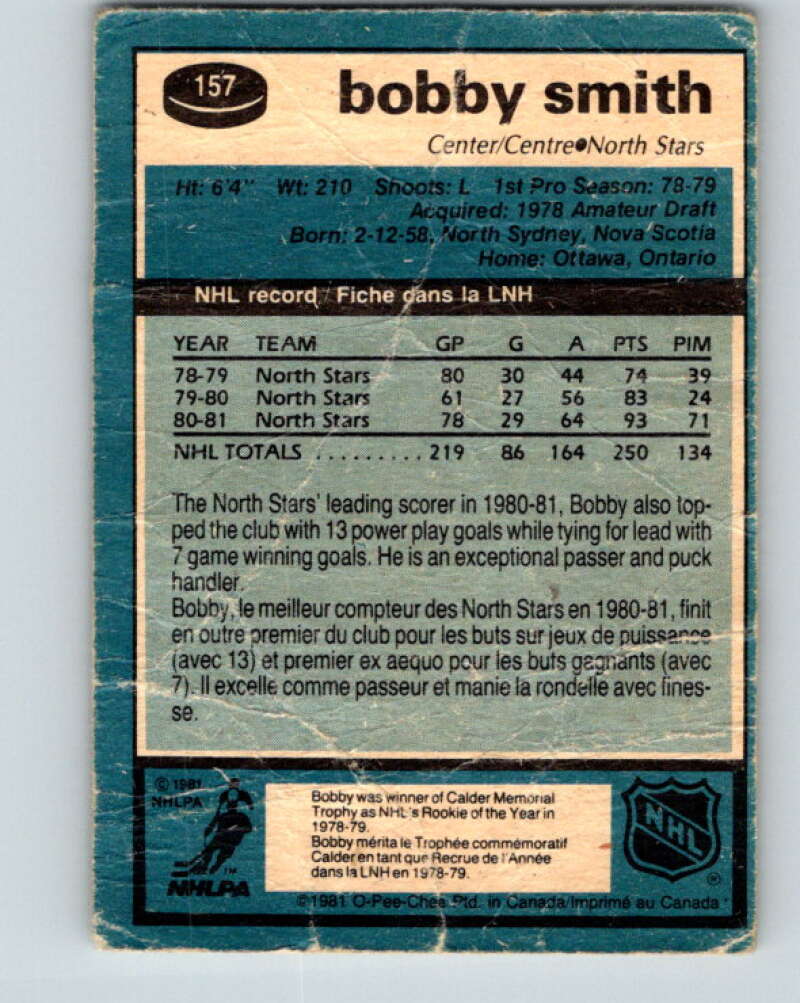 157
bobby smith
Center/Centre●North Stars
Ht: 6'4" Wt: 210 Shoots: L 1st Pro Season: 78-79
Acquired: 1978 Amateur Draft
Born: 2-12-58, North Sydney, Nova Scotia
Home: Ottawa, Ontario
NHL record / Fiche dans la LNH
YEAR TEAM GP G A PTS PIM
78-79 North Stars 80 30 44 74 39
79-80 North Stars 61 27 56 83 24
80-81 North Stars 78 29 64 93 71
NHL TOTALS ......... 219 86 164 250 134
The North Stars' leading scorer in 1980-81, Bobby also top-
ped the club with 13 power play goals while tying for lead with
7 game winning goals. He is an exceptional passer and puck
handler.
Bobby, le meilleur compteur des North Stars en 1980-81, finit
en outre premier du club pour les buts sur jeux de puissance
(avec 13) et premier ex aequo pour les buts gagnants (avec
7). Il excelle comme passeur et manie la rondelle avec fines-
se.
© 1981
NHLPA
NHLPA
TM
Bobby was winner of Calder Memorial
Trophy as NHL's Rookie of the Year in
1978-79.
Bobby mérita le Trophée commémoratif
Calder en tant que Recrue de l'Année
dans la LNH en 1978-79.
NHL
®
© 1981 O-Pee-Chee Ptd. in Canada/Imprimé au Canada